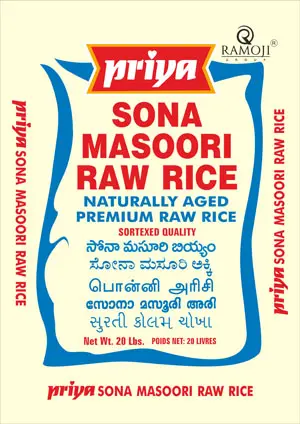 RAMOJI ®
GROUP
priya
SONA
MASOORI
RAW RICE
NATURALLY AGED
PREMIUM RAW RICE
SORTEXED QUALITY
సోనా మసూరి బియ్యం
ಸೋನಾ ಮಸೂರಿ ಅಕ್ಕಿ
பொன்னி அரிசி
സോനാ മസൂരി അരി
સુરતી કોલમ ચોખા
Net Wt. 20 Lbs. POIDS NET: 20 LIVRES
priya SONA MASOORI RAW RICE
priya SONA MASOORI RAW RICE
priya SONA MASOORI RAW RICE